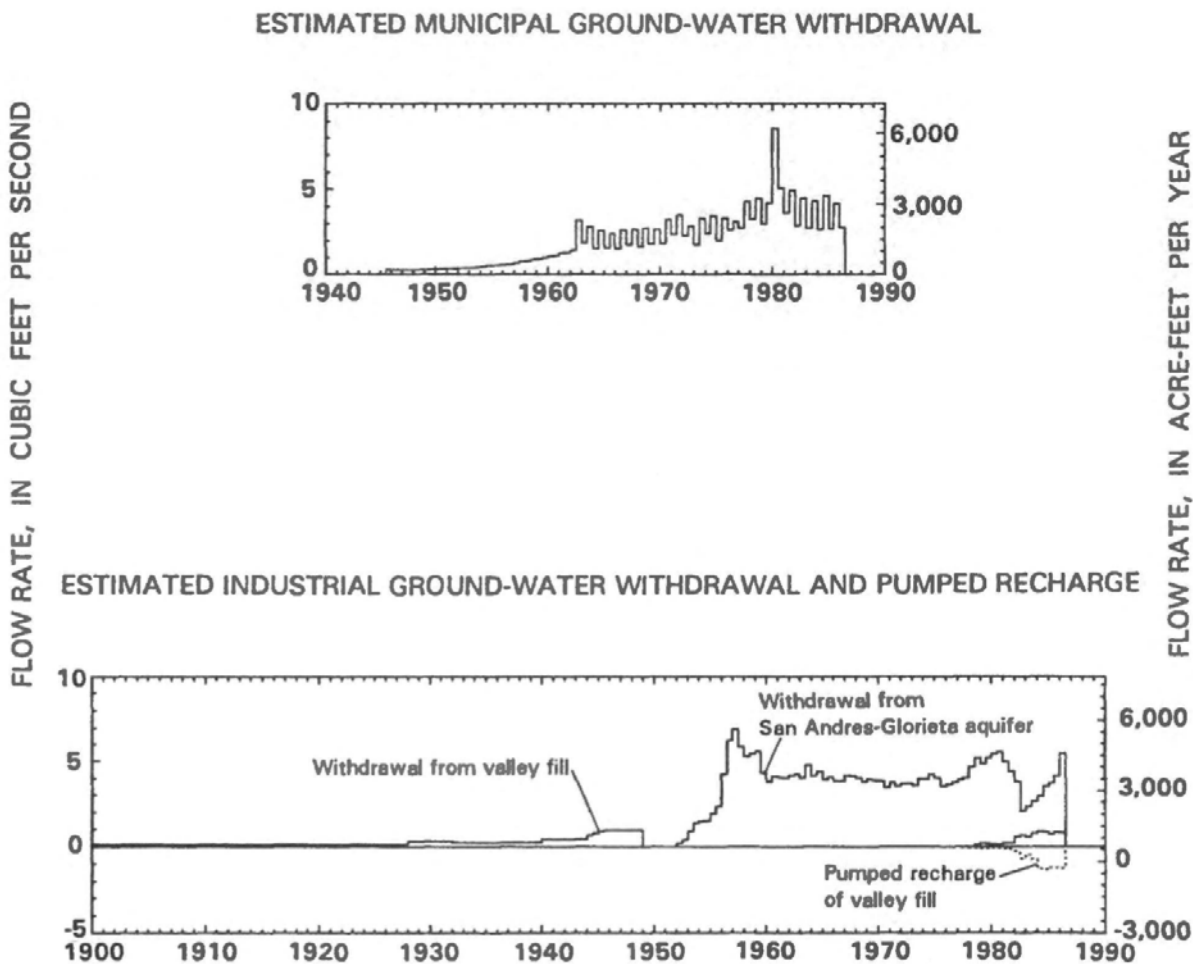 ESTIMATED MUNICIPAL GROUND-WATER WITHDRAWAL
FLOW RATE, IN CUBIC FEET PER SECOND
10
5
0
6,000
3,000
0
1940 1950 1960 1970 1980 1990
FLOW RATE, IN ACRE-FEET PER YEAR
ESTIMATED INDUSTRIAL GROUND-WATER WITHDRAWAL AND PUMPED RECHARGE
10
5
0
-5
Withdrawal from valley fill
Withdrawal from
San Andres-Glorieta aquifer
Pumped recharge
of valley fill
6,000
3,000
0
-3,000
1900 1910 1920 1930 1940 1950 1960 1970 1980 1990